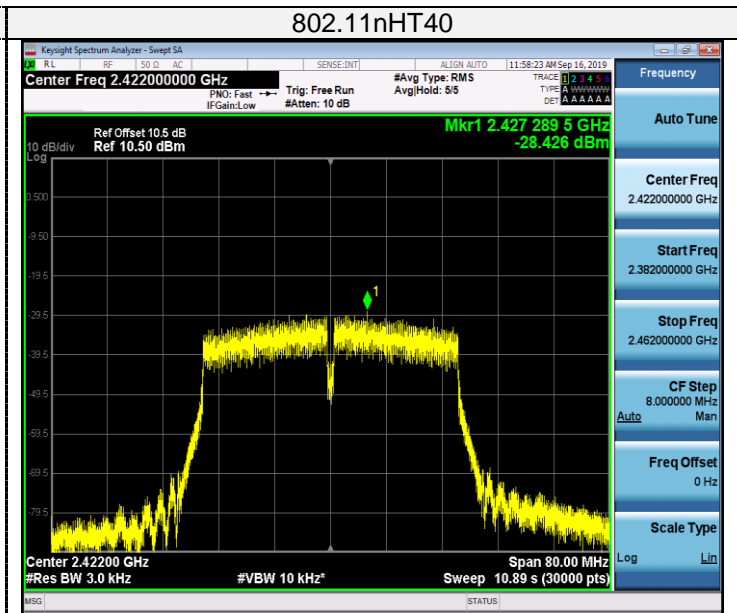 802.11nHT40
Keysight Spectrum Analyzer - Swept SA
RL RF 50 Ω AC SENSE:INT ALIGN AUTO 11:58:23 AM Sep 16, 2019
Center Freq 2.422000000 GHz
PNO: Fast
IFGain:Low
Trig: Free Run
#Atten: 10 dB
#Avg Type: RMS
Avg|Hold: 5/5
TRACE 1 2 3 4 5 6
TYPE A WWWWW
DET A A A A A A
Frequency
Ref Offset 10.5 dB
10 dB/div Ref 10.50 dBm
Log
Mkr1 2.427 289 5 GHz
-28.426 dBm
0.500
-9.50
-19.5
-29.5
-39.5
-49.5
-59.5
-69.5
-79.5
1
Center 2.42200 GHz Span 80.00 MHz
#Res BW 3.0 kHz #VBW 10 kHz* Sweep 10.89 s (30000 pts)
MSG STATUS
Auto Tune
Center Freq
2.422000000 GHz
Start Freq
2.382000000 GHz
Stop Freq
2.462000000 GHz
CF Step
8.000000 MHz
Auto Man
Freq Offset
0 Hz
Scale Type
Log Lin